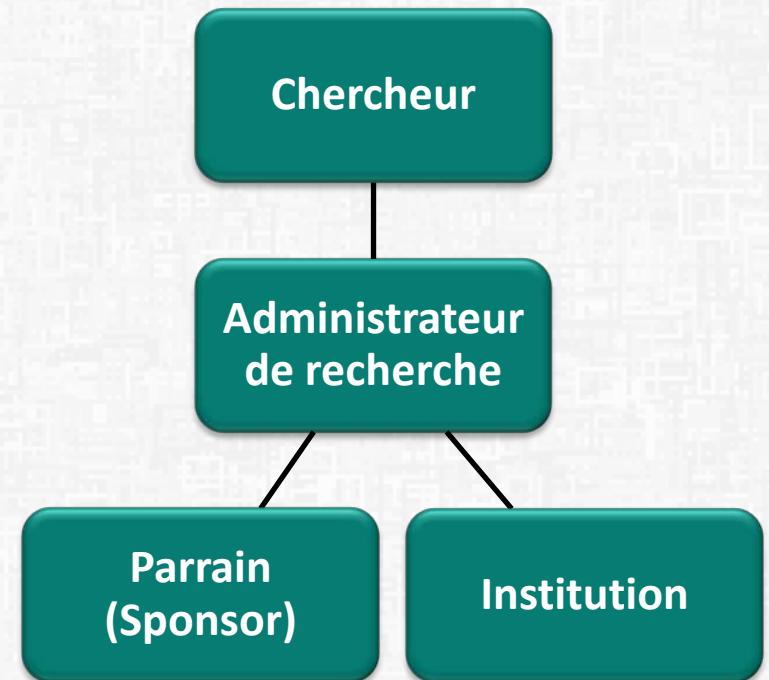 Chercheur
Administrateur
de recherche
Parrain
(Sponsor)
Institution